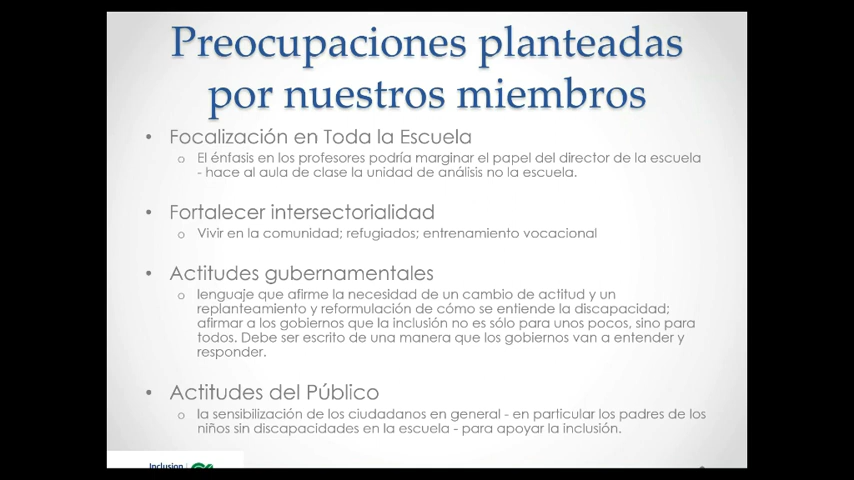 Preocupaciones planteadas
por nuestros miembros
• Focalización en Toda la Escuela
o El énfasis en los profesores podría marginar el papel del director de la escuela
- hace al aula de clase la unidad de análisis no la escuela.
• Fortalecer intersectorialidad
o Vivir en la comunidad; refugiados; entrenamiento vocacional
• Actitudes gubernamentales
o lenguaje que afirme la necesidad de un cambio de actitud y un
replanteamiento y reformulación de cómo se entiende la discapacidad;
afirmar a los gobiernos que la inclusión no es sólo para unos pocos, sino para
todos. Debe ser escrito de una manera que los gobiernos van a entender y
responder.
• Actitudes del Público
o la sensibilización de los ciudadanos en general - en particular los padres de los
niños sin discapacidades en la escuela - para apoyar la inclusión.
Inclusion